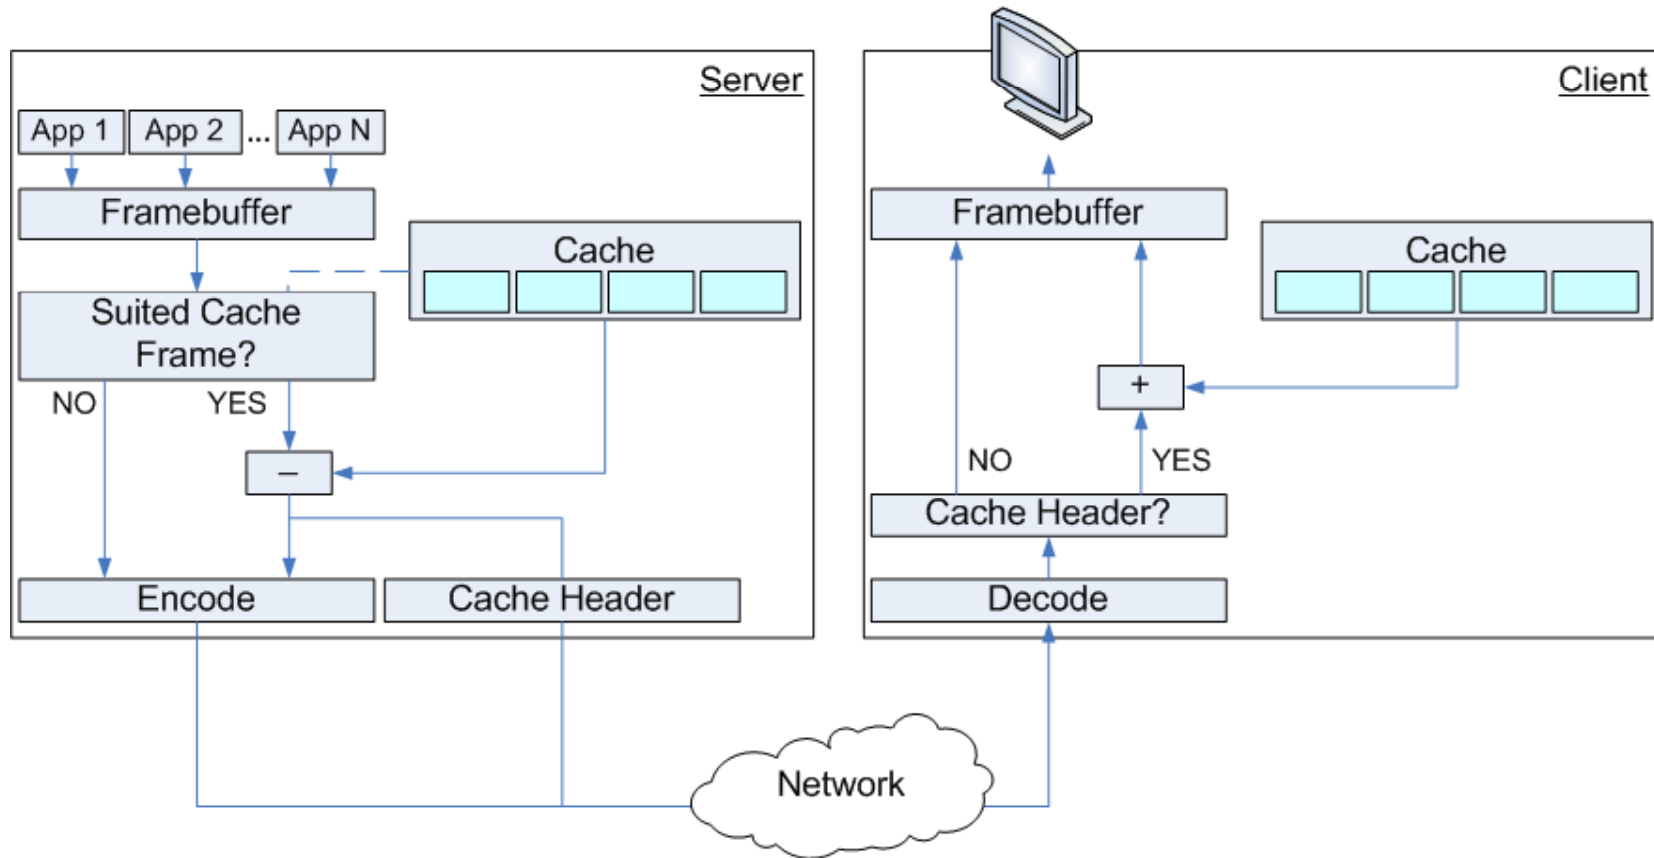 Server
App 1 App 2 ... App N
Framebuffer
Cache
Suited Cache
Frame?
NO YES
–
Encode Cache Header
Client
Framebuffer
Cache
+
NO YES
Cache Header?
Decode
Network